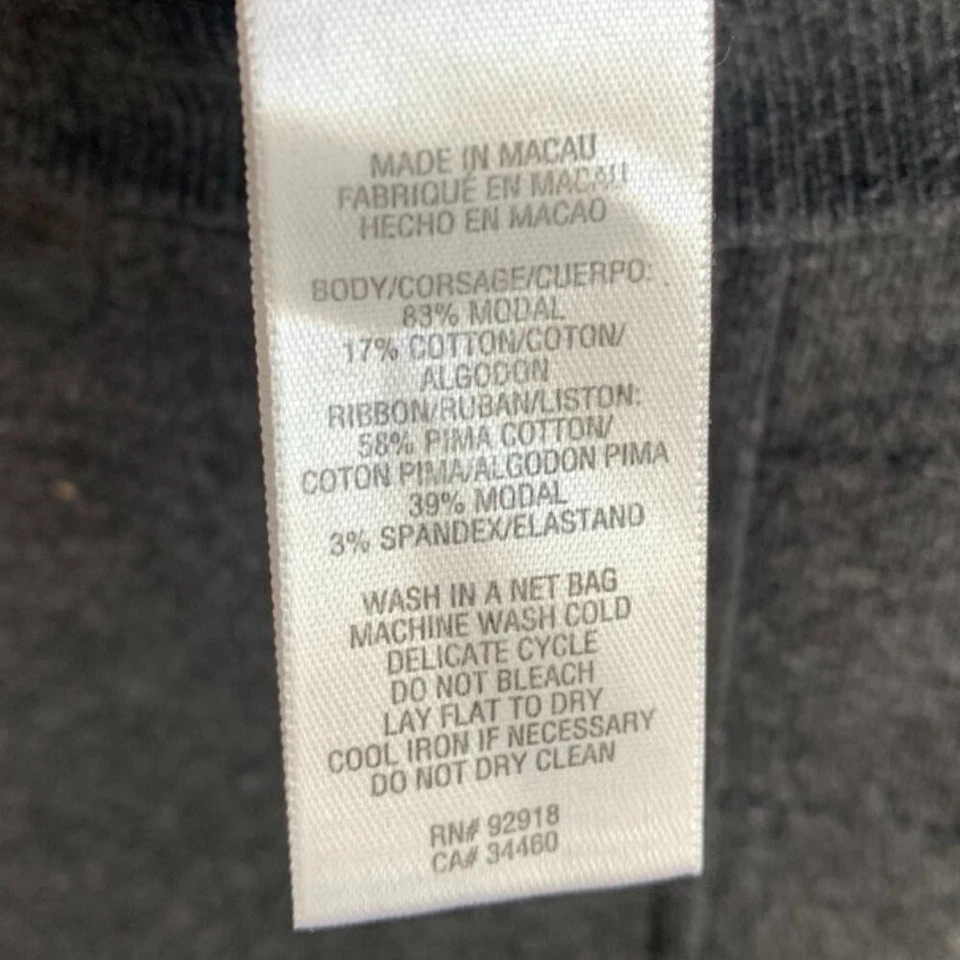 MADE IN MACAU
FABRIQUÉ EN MACAU
HECHO EN MACAO
BODY/CORSAGE/CUERPO:
83% MODAL
17% COTTON/COTON/
ALGODON
RIBBON/RUBAN/LISTON:
58% PIMA COTTON/
COTON PIMA/ALGODON PIMA
39% MODAL
3% SPANDEX/ELASTANO
WASH IN A NET BAG
MACHINE WASH COLD
DELICATE CYCLE
DO NOT BLEACH
LAY FLAT TO DRY
COOL IRON IF NECESSARY
DO NOT DRY CLEAN
RN# 92918
CA# 34460